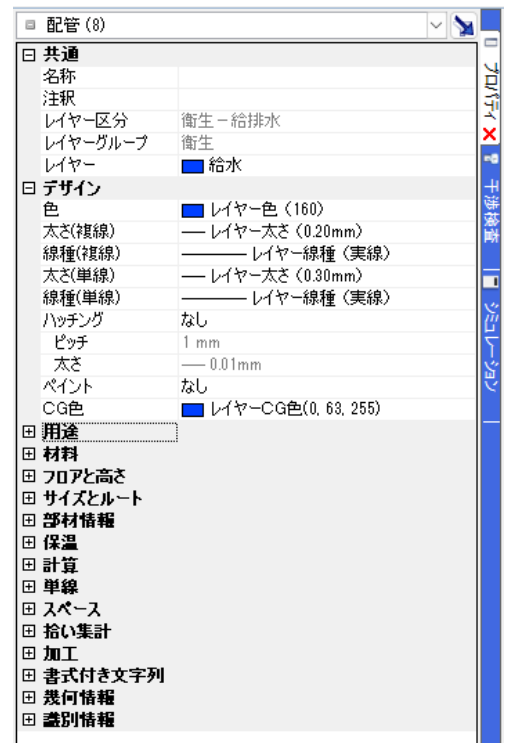 配管 (8)
共通
名称
注釈
レイヤー区分 衛生－給排水
レイヤーグループ 衛生
レイヤー 給水
デザイン
色 レイヤー色 (160)
太さ(複線) レイヤー太さ (0.20mm)
線種(複線) レイヤー線種 (実線)
太さ(単線) レイヤー太さ (0.30mm)
線種(単線) レイヤー線種 (実線)
ハッチング なし
ピッチ 1 mm
太さ 0.01mm
ペイント なし
CG色 レイヤーCG色(0, 63, 255)
用途
材料
フロアと高さ
サイズとルート
部材情報
保温
計算
単線
スペース
拾い集計
加工
書式付き文字列
幾何情報
識別情報
プロパティ
干渉検査
シミュレーション